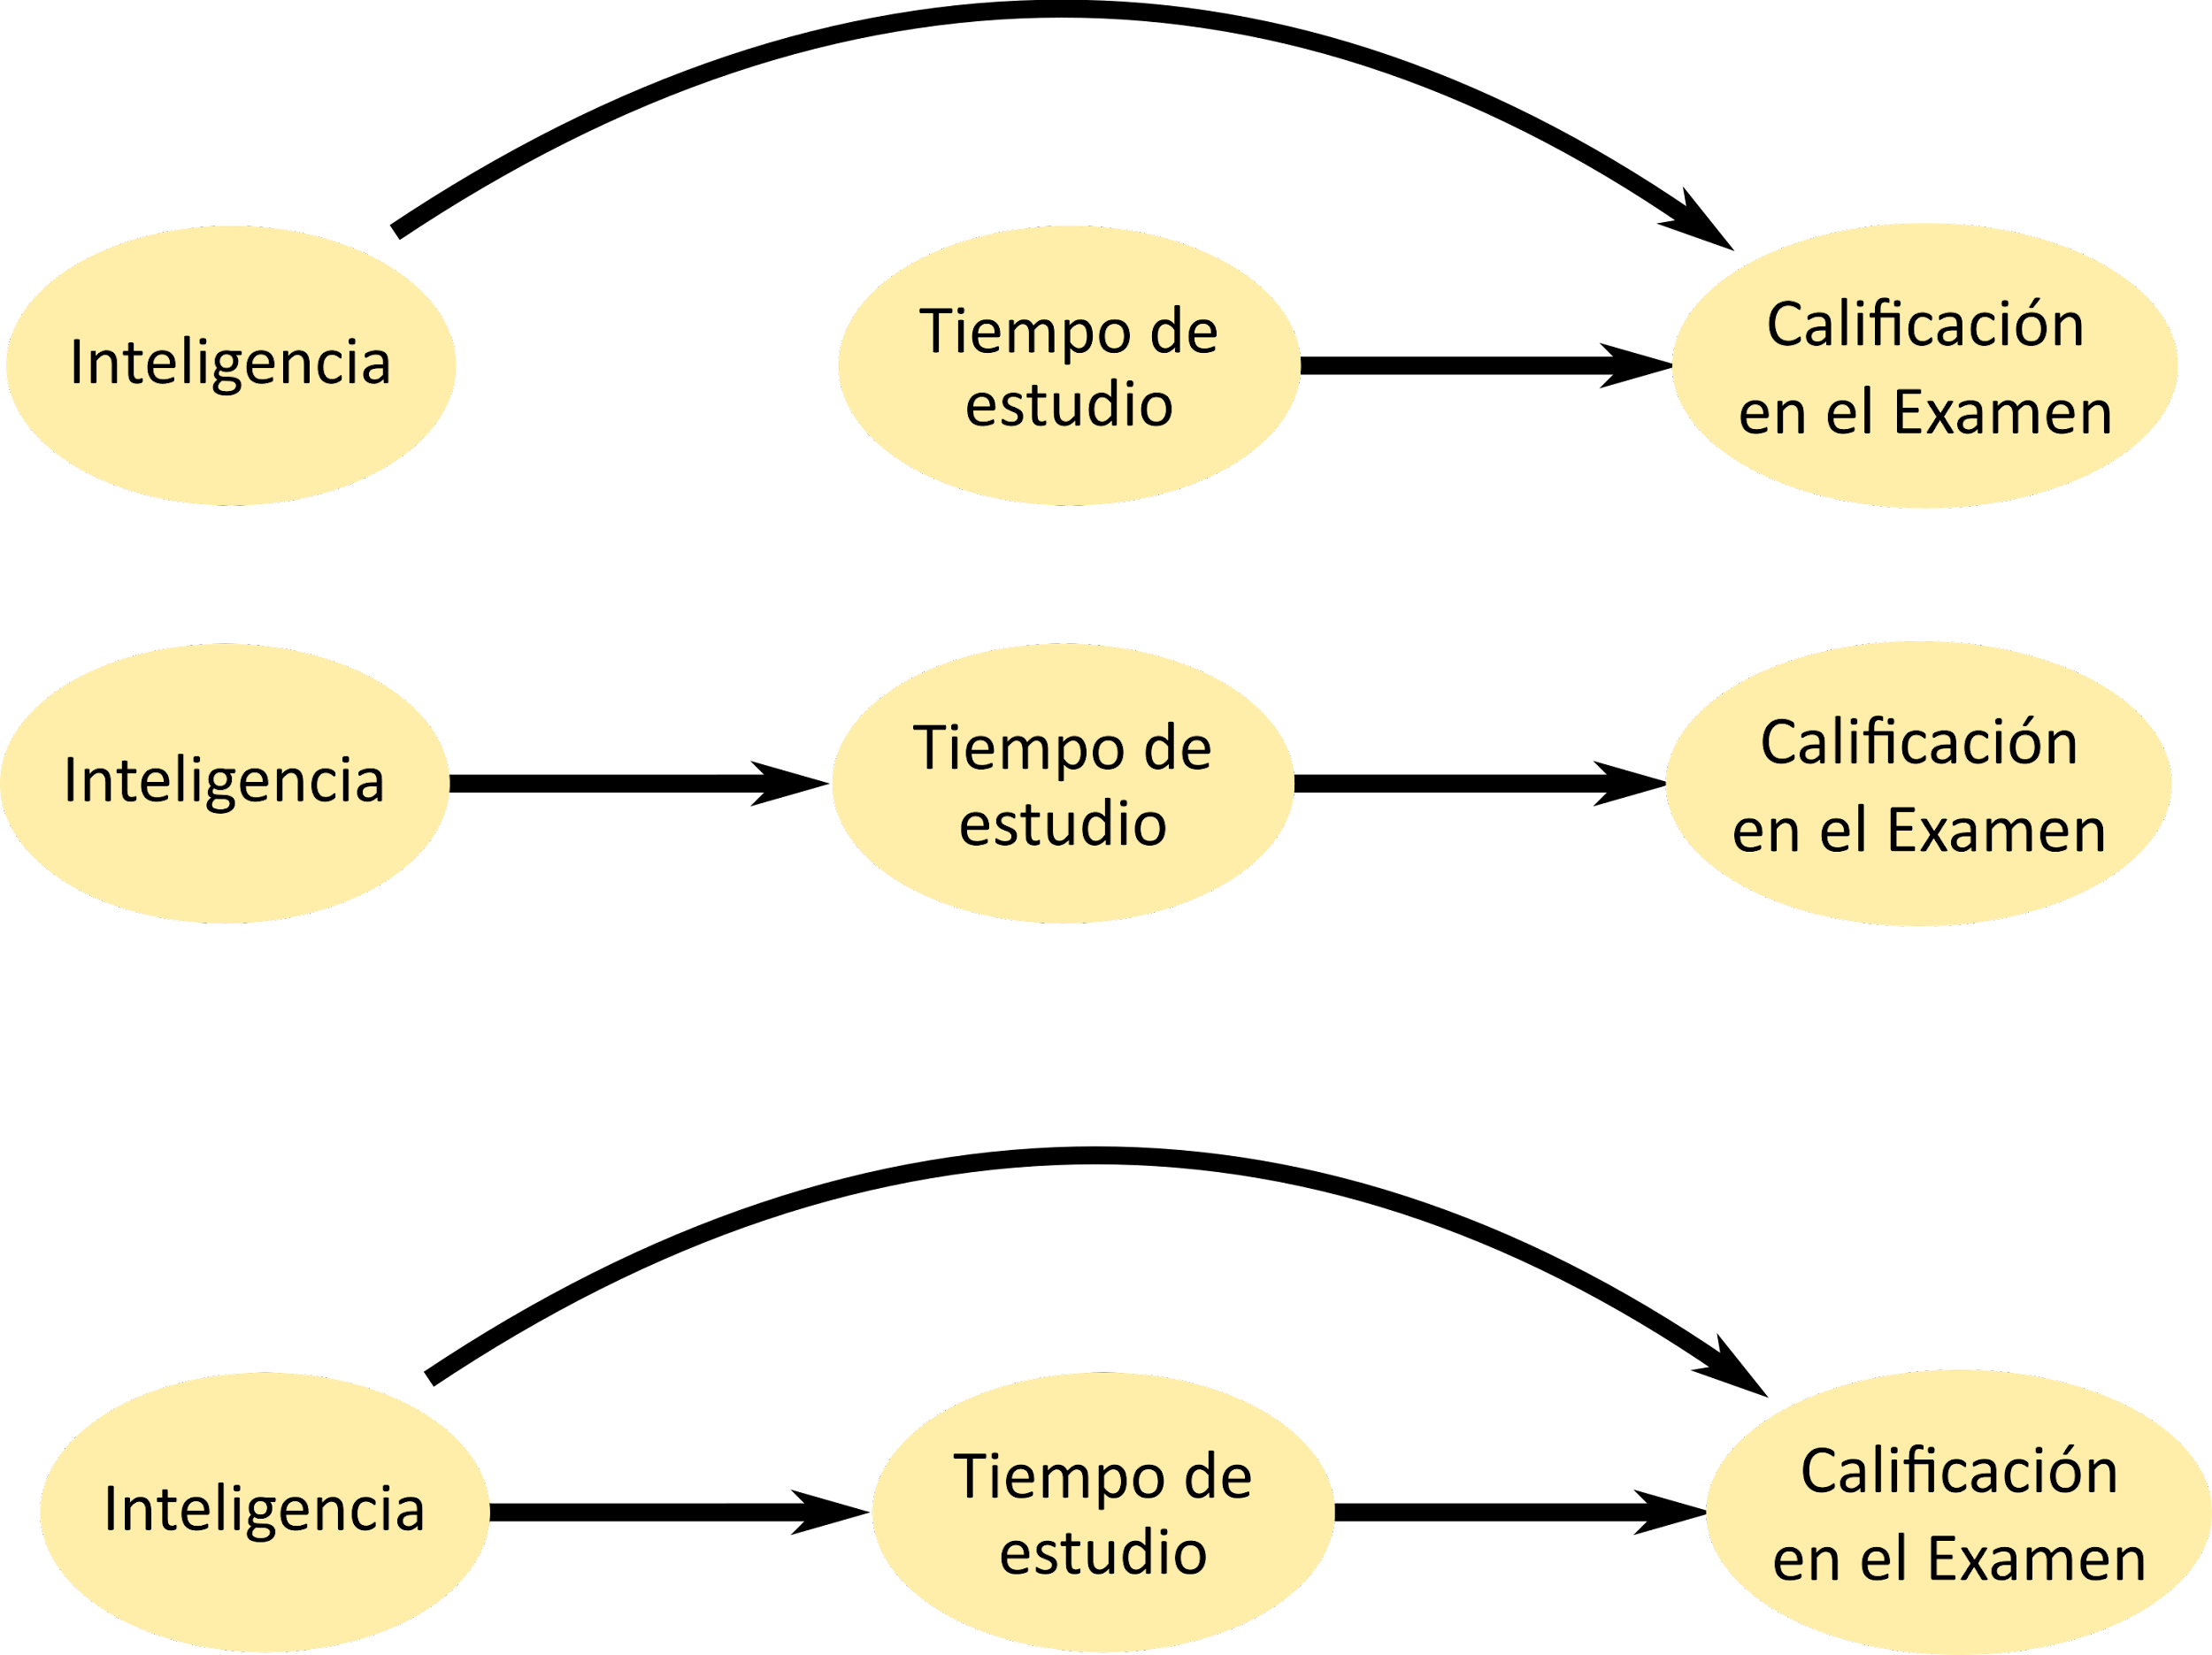 Inteligencia
Tiempo de
estudio
Calificación
en el Examen
Inteligencia
Tiempo de
estudio
Calificación
en el Examen
Inteligencia
Tiempo de
estudio
Calificación
en el Examen